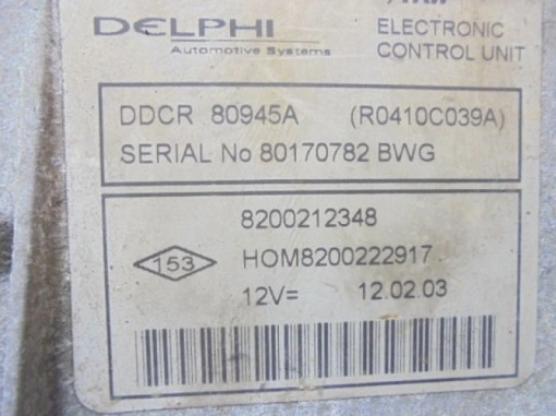 DELPHI
Automotive Systems
ELECTRONIC
CONTROL UNIT
DDCR 80945A (R0410C039A)
SERIAL No 80170782 BWG
8200212348
153
HOM8200222917
12V= 12.02.03